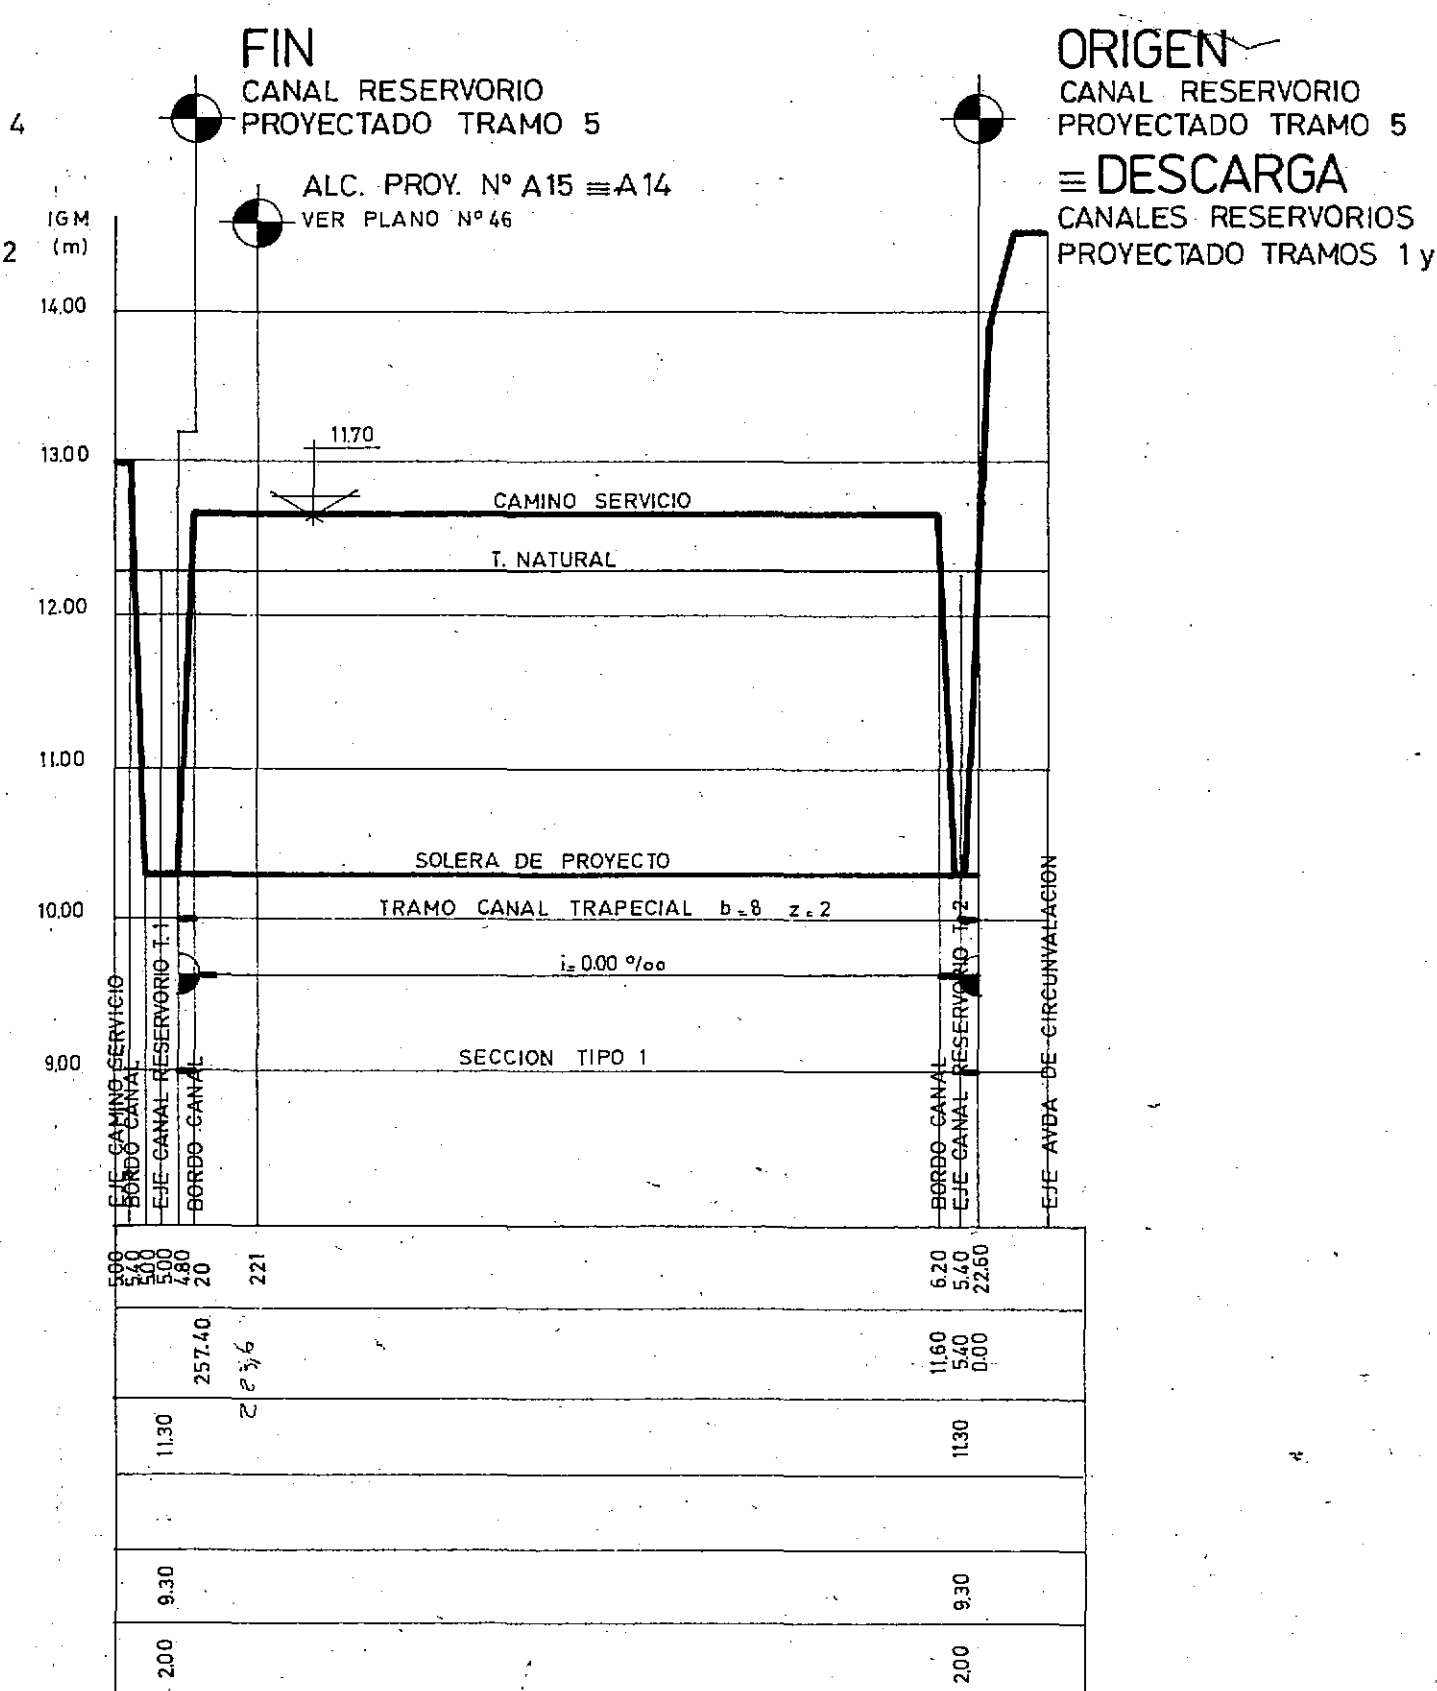 FIN
CANAL RESERVORIO
PROYECTADO TRAMO 5
ORIGEN
CANAL RESERVORIO
PROYECTADO TRAMO 5
≡ DESCARGA
CANALES RESERVORIOS
PROYECTADO TRAMOS 1 y
4
2
ALC. PROY. Nº A15 ≡ A14
VER PLANO Nº 46
IGM
(m)
14.00
13.00
12.00
11.00
10.00
9.00
11.70
CAMINO SERVICIO
T. NATURAL
SOLERA DE PROYECTO
TRAMO CANAL TRAPECIAL b=8 z=2
i= 0.00 º/oo
SECCION TIPO 1
EJE CAMINO SERVICIO
BORDO CANAL
EJE CANAL RESERVORIO T.1
BORDO CANAL
BORDO CANAL
EJE CANAL RESERVORIO T.2
EJE AVDA DE CIRCUNVALACION
5.00
5.40
5.00
5.00
4.80
20
221
6.20
5.40
22.60
257.40
11.60
5.40
0.00
11.30
11.30
9.30
9.30
2.00
2.00